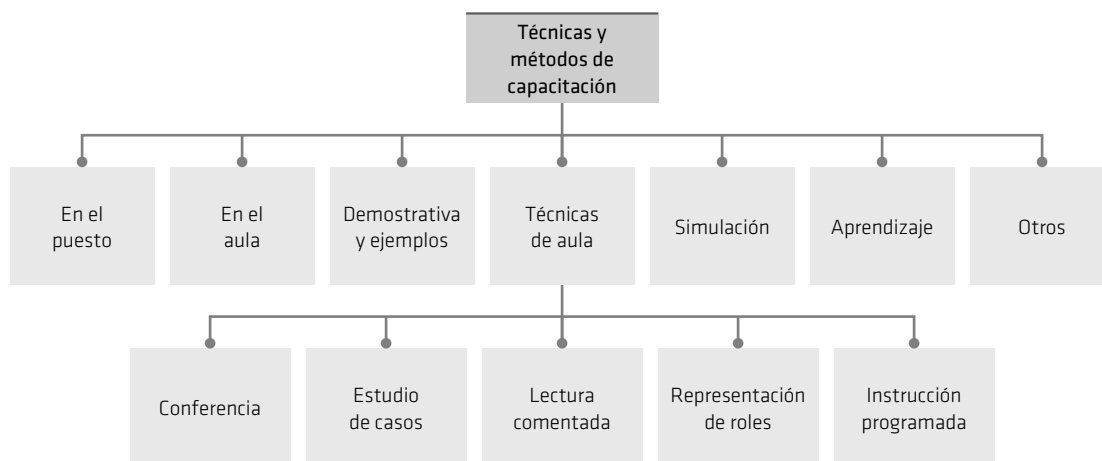 Técnicas y
métodos de
capacitación
En el
puesto
En el
aula
Demostrativa
y ejemplos
Técnicas
de aula
Simulación
Aprendizaje
Otros
Conferencia
Estudio
de casos
Lectura
comentada
Representación
de roles
Instrucción
programada